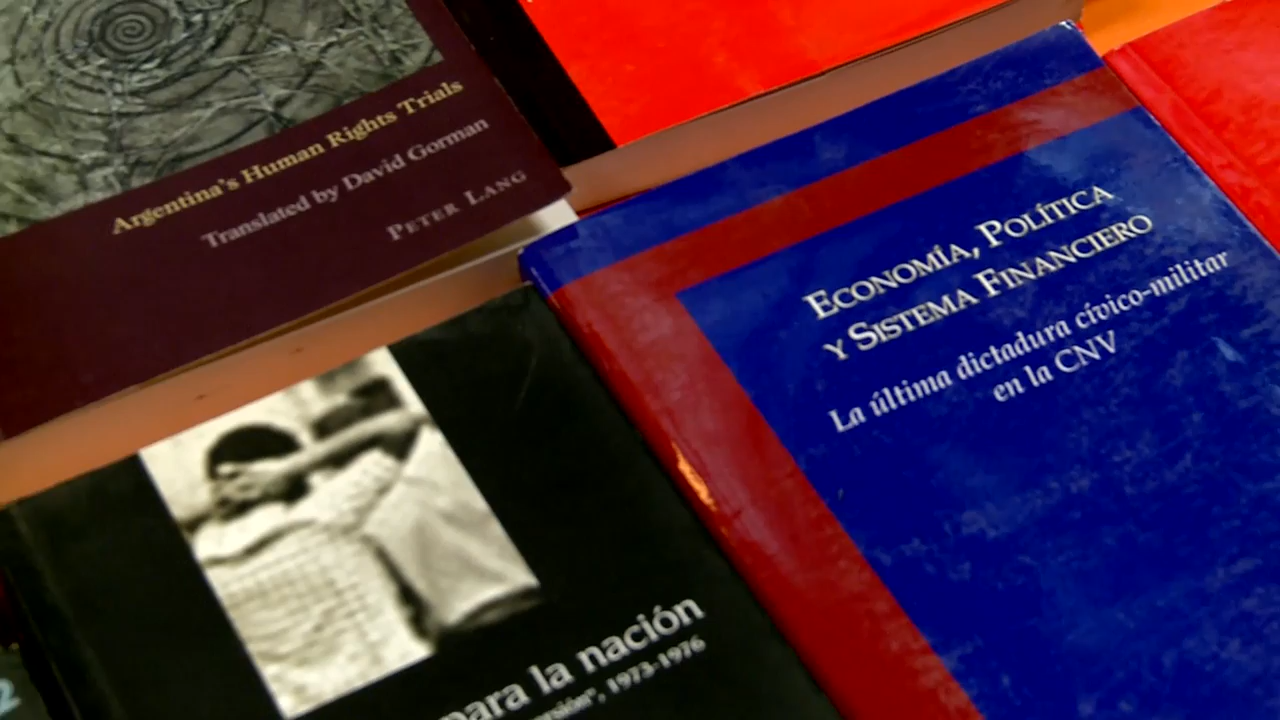 Argentina's Human Rights Trials
Translated by David Gorman
PETER LANG
ECONOMÍA, POLÍTICA
Y SISTEMA FINANCIERO
La última dictadura cívico-militar
en la CNV
para la nación
1973-1976
2